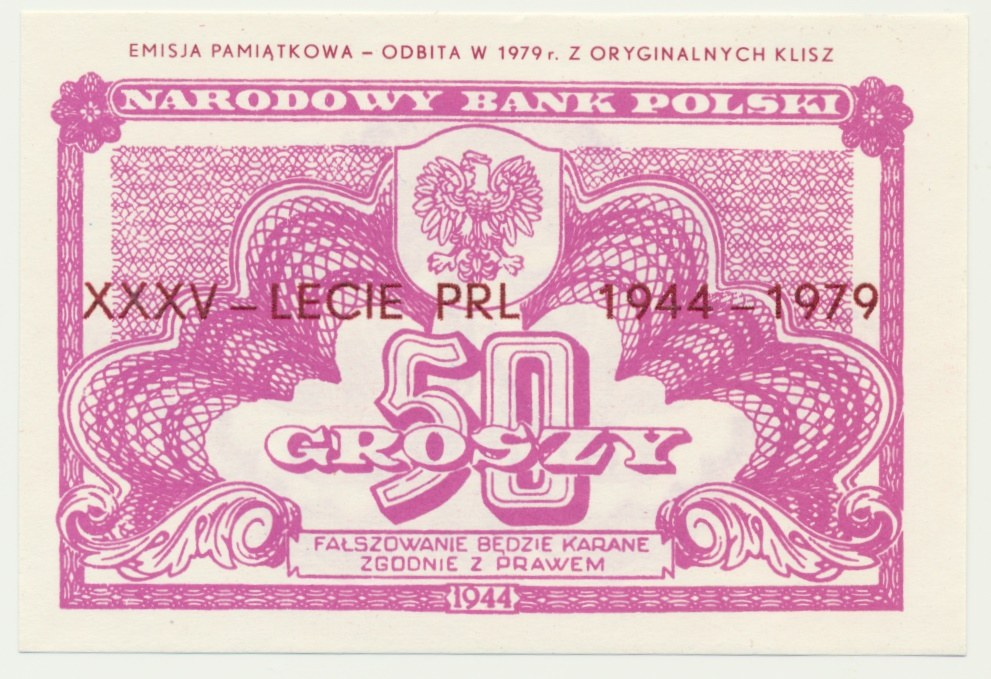 EMISJA PAMIĄTKOWA – ODBITA W 1979 r. Z ORYGINALNYCH KLISZ
NARODOWY BANK POLSKI
XXXV – LECIE PRL 1944 – 1979
50
GROSZY
FAŁSZOWANIE BĘDZIE KARANE
ZGODNIE Z PRAWEM
1944